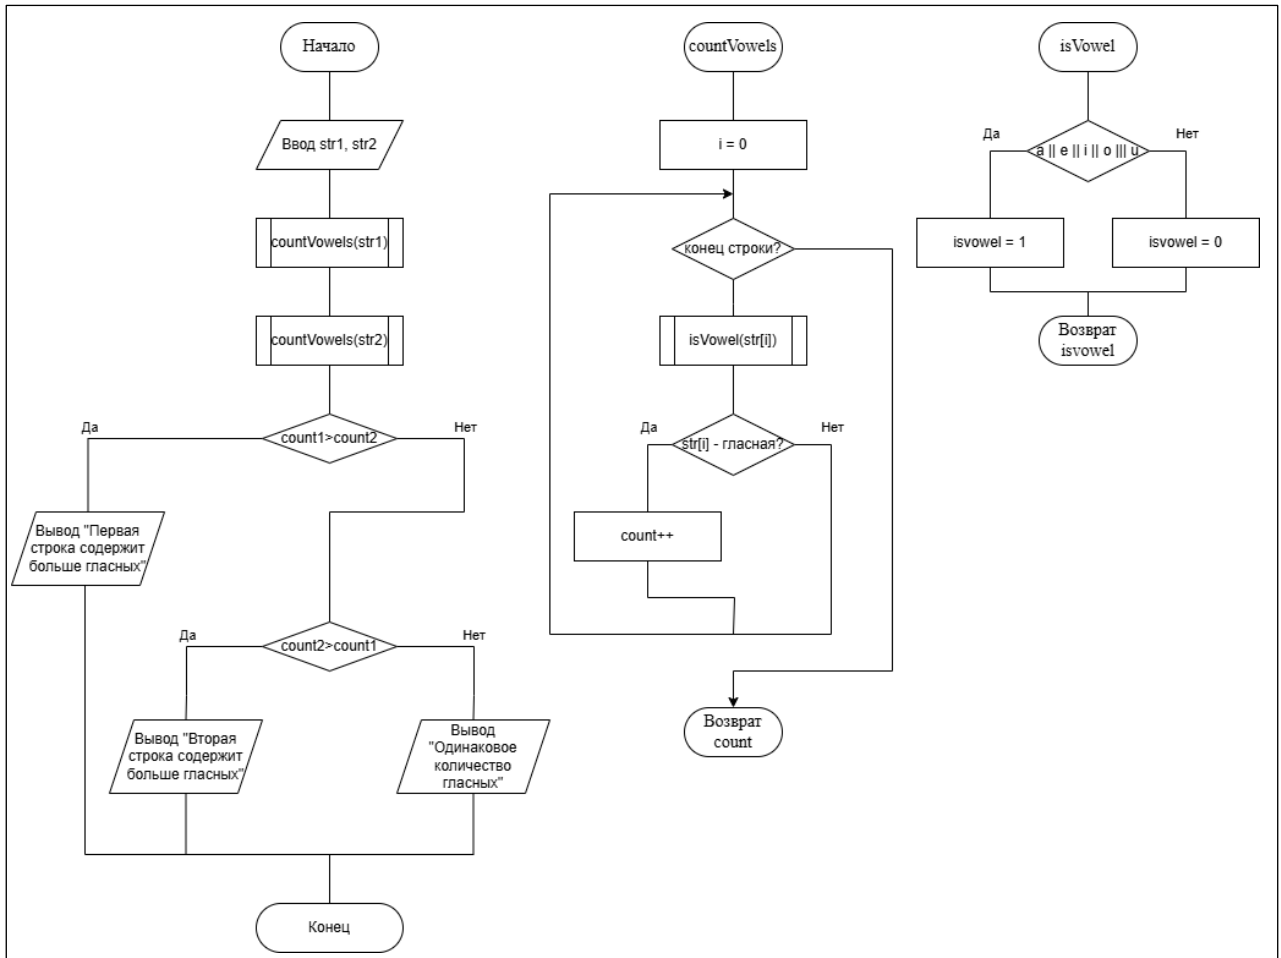 Начало
Ввод str1, str2
countVowels(str1)
countVowels(str2)
count1>count2
Да
Нет
Вывод "Первая
строка содержит
больше гласных"
count2>count1
Да
Нет
Вывод "Вторая
строка содержит
больше гласных"
Вывод
"Одинаковое
количество
гласных"
Конец
countVowels
i = 0
конец строки?
isVowel(str[i])
str[i] - гласная?
Да
Нет
count++
Возврат
count
isVowel
a || e || i || o ||| u
Да
Нет
isvowel = 1
isvowel = 0
Возврат
isvowel